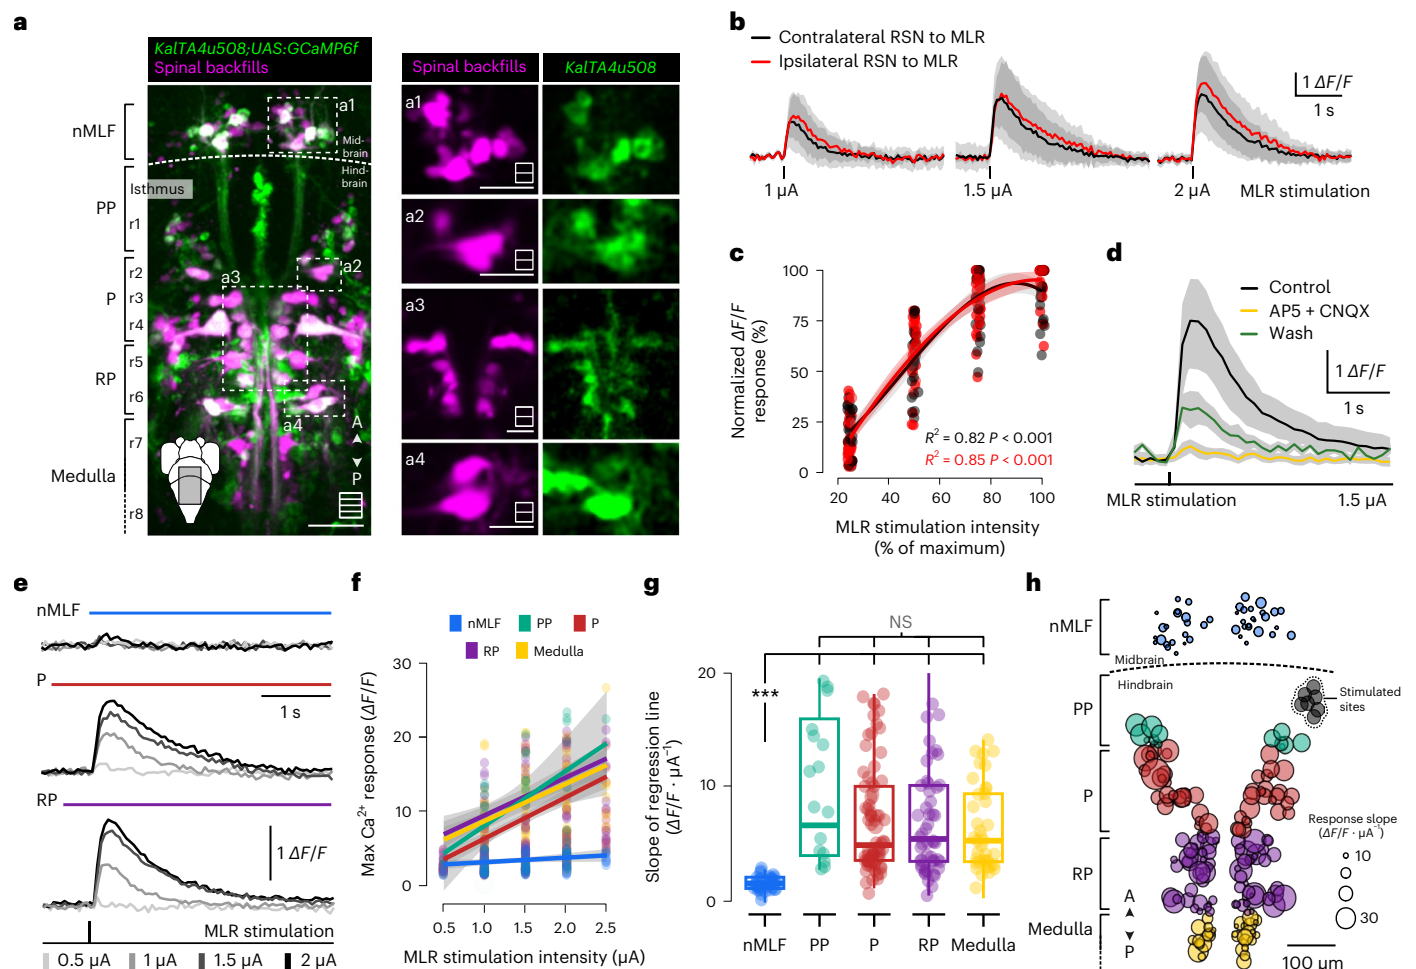 a
KalTA4u508;UAS:GCaMP6f
Spinal backfills
Spinal backfills
KalTA4u508
nMLF
PP
P
RP
Medulla
Isthmus
r1
r2
r3
r4
r5
r6
r7
r8
Mid-
brain
Hind-
brain
a1
a2
a3
a4
A
P
a1
a2
a3
a4
b
Contralateral RSN to MLR
Ipsilateral RSN to MLR
1 ΔF/F
1 s
1 μA
1.5 μA
2 μA
MLR stimulation
c
Normalized ΔF/F
response (%)
100
75
50
25
0
R² = 0.82 P < 0.001
R² = 0.85 P < 0.001
20 40 60 80 100
MLR stimulation intensity
(% of maximum)
d
Control
AP5 + CNQX
Wash
1 ΔF/F
1 s
MLR stimulation
1.5 μA
e
nMLF
P
1 s
RP
1 ΔF/F
MLR stimulation
0.5 μA 1 μA 1.5 μA 2 μA
f
nMLF PP P
RP Medulla
Max Ca²⁺ response (ΔF/F)
30
20
10
0
0.5 1.0 1.5 2.0 2.5
MLR stimulation intensity (μA)
g
Slope of regression line
(ΔF/F · μA⁻¹)
NS
***
20
10
0
nMLF PP P RP Medulla
h
nMLF
Midbrain
Hindbrain
PP
P
RP
Medulla
A
P
Stimulated
sites
Response slope
(ΔF/F · μA⁻¹)
10
30
100 μm